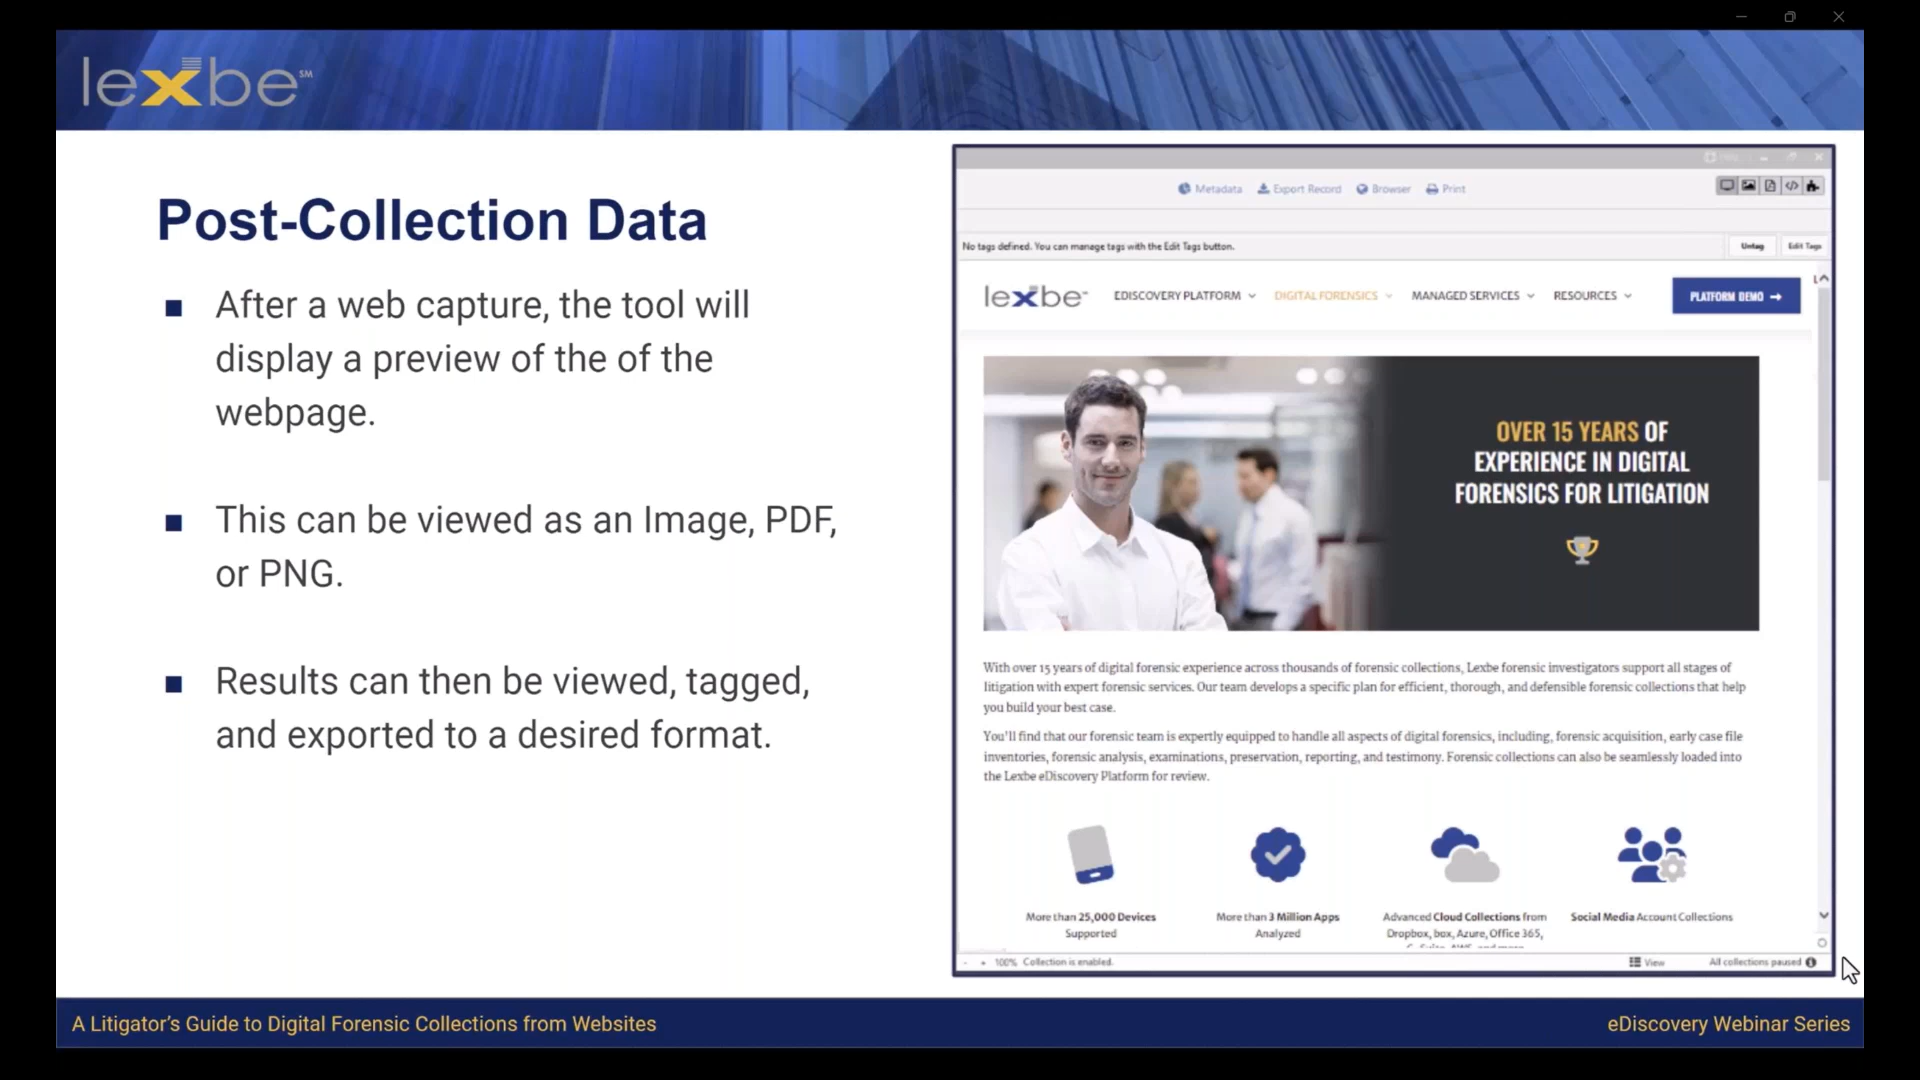 lexbe SM
Post-Collection Data
■ After a web capture, the tool will
display a preview of the of the
webpage.
■ This can be viewed as an Image, PDF,
or PNG.
■ Results can then be viewed, tagged,
and exported to a desired format.
Metadata Export Record Browser Print
No tags defined. You can manage tags with the Edit Tags button.
Untag Edit Tags
lexbe EDISCOVERY PLATFORM DIGITAL FORENSICS MANAGED SERVICES RESOURCES PLATFORM DEMO →
OVER 15 YEARS OF
EXPERIENCE IN DIGITAL
FORENSICS FOR LITIGATION
With over 15 years of digital forensic experience across thousands of forensic collections, Lexbe forensic investigators support all stages of
litigation with expert forensic services. Our team develops a specific plan for efficient, thorough, and defensible forensic collections that help
you build your best case.
You'll find that our forensic team is expertly equipped to handle all aspects of digital forensics, including, forensic acquisition, early case file
inventories, forensic analysis, examinations, preservation, reporting, and testimony. Forensic collections can also be seamlessly loaded into
the Lexbe eDiscovery Platform for review.
More than 25,000 Devices
Supported
More than 3 Million Apps
Analyzed
Advanced Cloud Collections from
Dropbox, box, Azure, Office 365,
Social Media Account Collections
- + 100% Collection is enabled.
View All collections paused
A Litigator's Guide to Digital Forensic Collections from Websites
eDiscovery Webinar Series